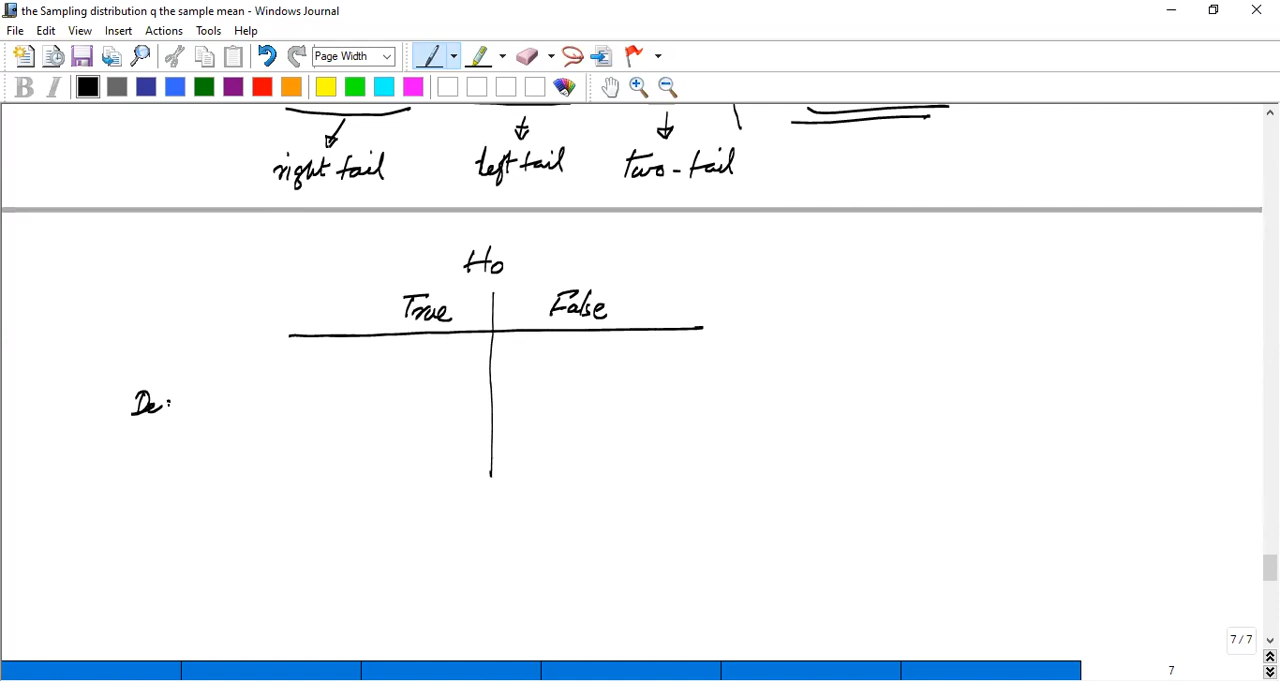 the Sampling distribution q the sample mean - Windows Journal
File Edit View Insert Actions Tools Help
Page Width
B I
right tail left tail two-tail
Ho
True False
De
7 / 7
7